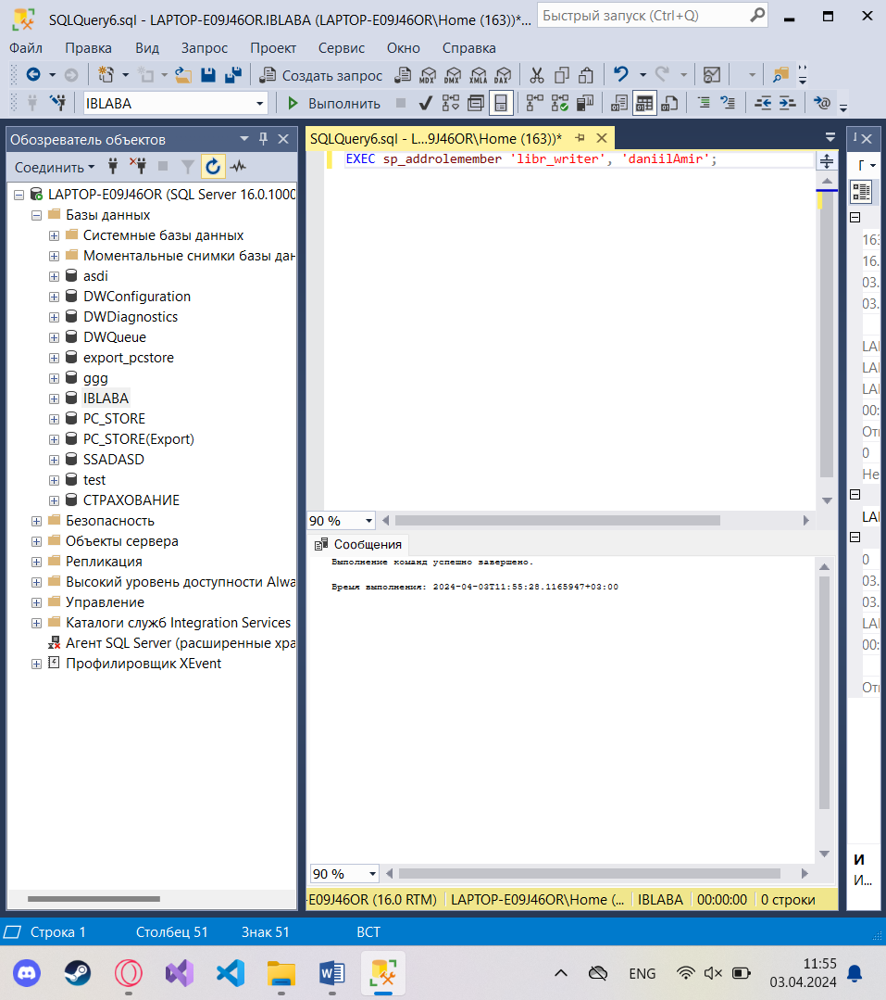 SQLQuery6.sql - LAPTOP-E09J46OR.IBLABA (LAPTOP-E09J46OR\Home (163))*...
Быстрый запуск (Ctrl+Q)
Файл Правка Вид Запрос Проект Сервис Окно Справка
Создать запрос MDX DMX XMLA DAX
IBLABA Выполнить
Обозреватель объектов
SQLQuery6.sql - L...9J46OR\Home (163))*
Соединить
EXEC sp_addrolemember 'libr_writer', 'daniilAmir';
LAPTOP-E09J46OR (SQL Server 16.0.1000
Базы данных
Системные базы данных
Моментальные снимки базы дан
asdi
DWConfiguration
DWDiagnostics
DWQueue
export_pcstore
ggg
IBLABA
PC_STORE
PC_STORE(Export)
SSADASD
test
СТРАХОВАНИЕ
Безопасность
Объекты сервера
Репликация
Высокий уровень доступности Alwa
Управление
Каталоги служб Integration Services
Агент SQL Server (расширенные хра
Профилировщик XEvent
90 %
Сообщения
Выполнение команд успешно завершено.
Время выполнения: 2024-04-03T11:55:28.1165947+03:00
90 %
-E09J46OR (16.0 RTM) LAPTOP-E09J46OR\Home (... IBLABA 00:00:00 0 строки
Г
163
16.
03.
03.
LAI
LAI
LAI
00:
От
0
Не
LAI
0
03.
03.
LAI
00:
От
И
И...
Строка 1 Столбец 51 Знак 51 ВСТ
ENG
11:55
03.04.2024